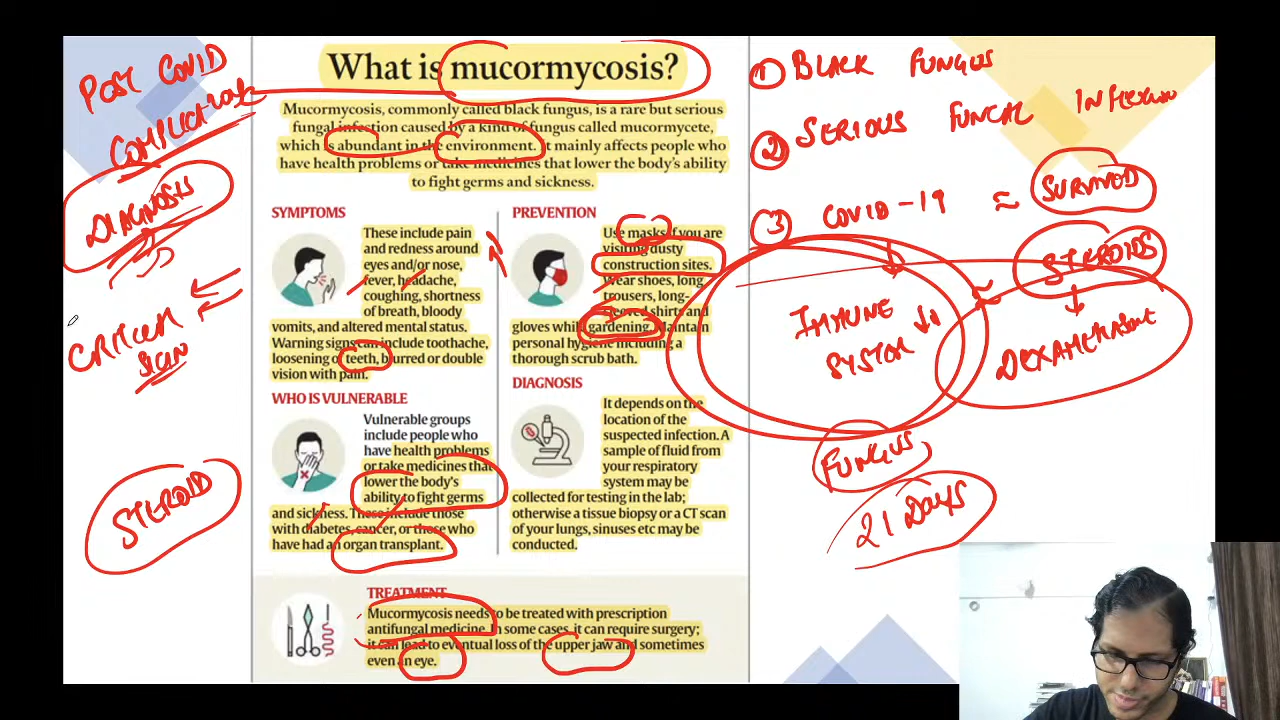 POST COVID
COMPLICATIONS
DIAGNOSIS
CRITICAL
SIGN
STEROID
What is mucormycosis?
Mucormycosis, commonly called black fungus, is a rare but serious
fungal infection caused by a kind of fungus called mucormycete,
which is abundant in the environment. It mainly affects people who
have health problems or take medicines that lower the body's ability
to fight germs and sickness.
SYMPTOMS
These include pain
and redness around
eyes and/or nose,
fever, headache,
coughing, shortness
of breath, bloody
vomits, and altered mental status.
Warning signs can include toothache,
loosening of teeth, blurred or double
vision with pain.
WHO IS VULNERABLE
Vulnerable groups
include people who
have health problems
or take medicines that
lower the body's
ability to fight germs
and sickness. These include those
with diabetes, cancer, or those who
have had an organ transplant.
PREVENTION
Use masks if you are
visiting dusty
construction sites.
Wear shoes, long
trousers, long-
sleeved shirts and
gloves while gardening. Maintain
personal hygiene including a
thorough scrub bath.
DIAGNOSIS
It depends on the
location of the
suspected infection. A
sample of fluid from
your respiratory
system may be
collected for testing in the lab;
otherwise a tissue biopsy or a CT scan
of your lungs, sinuses etc may be
conducted.
TREATMENT
Mucormycosis needs to be treated with prescription
antifungal medicine. In some cases, it can require surgery;
it can lead to eventual loss of the upper jaw and sometimes
even an eye.
① BLACK FUNGUS
② SERIOUS FUNGAL INFECTION
③ COVID-19 ≈ SURVIVED
≈ STEROIDS
IMMUNE
SYSTEM
FUNGUS
21 DAYS